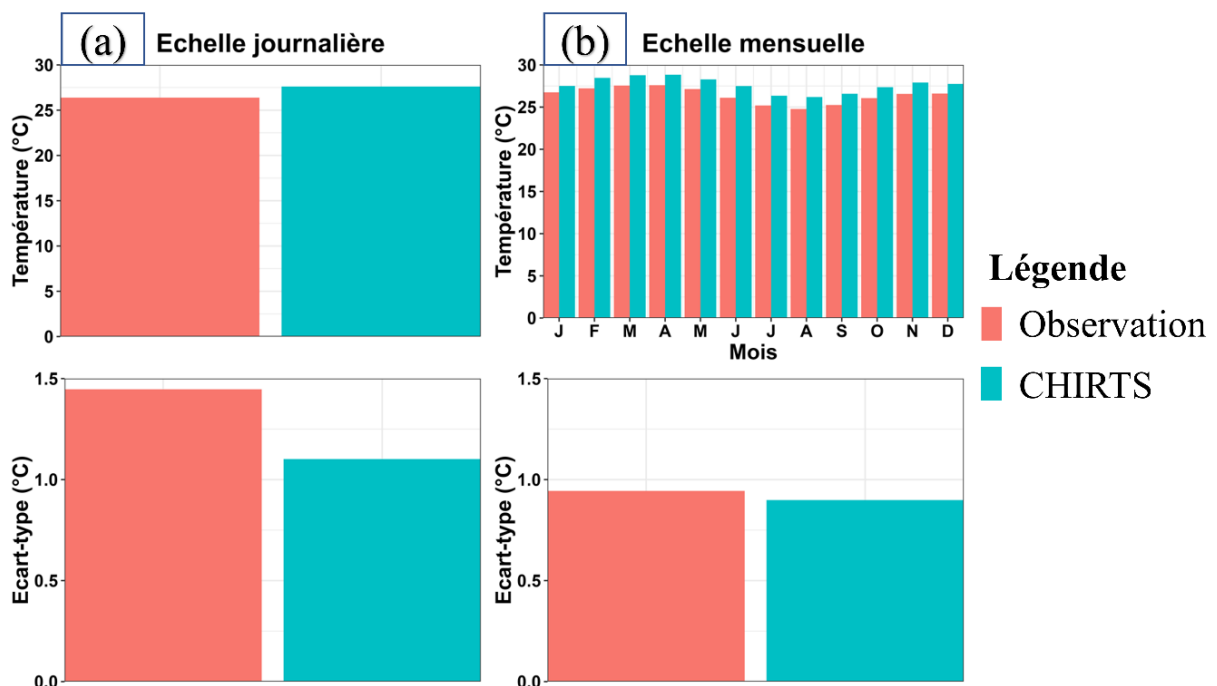 (a) Echelle journalière
Température (°C)
30
25
20
15
10
5
0
(b) Echelle mensuelle
Température (°C)
30
25
20
15
10
5
0
J F M A M J J A S O N D
Mois
Ecart-type (°C)
1.5
1.0
0.5
0.0
Ecart-type (°C)
1.5
1.0
0.5
0.0
Légende
Observation
CHIRTS